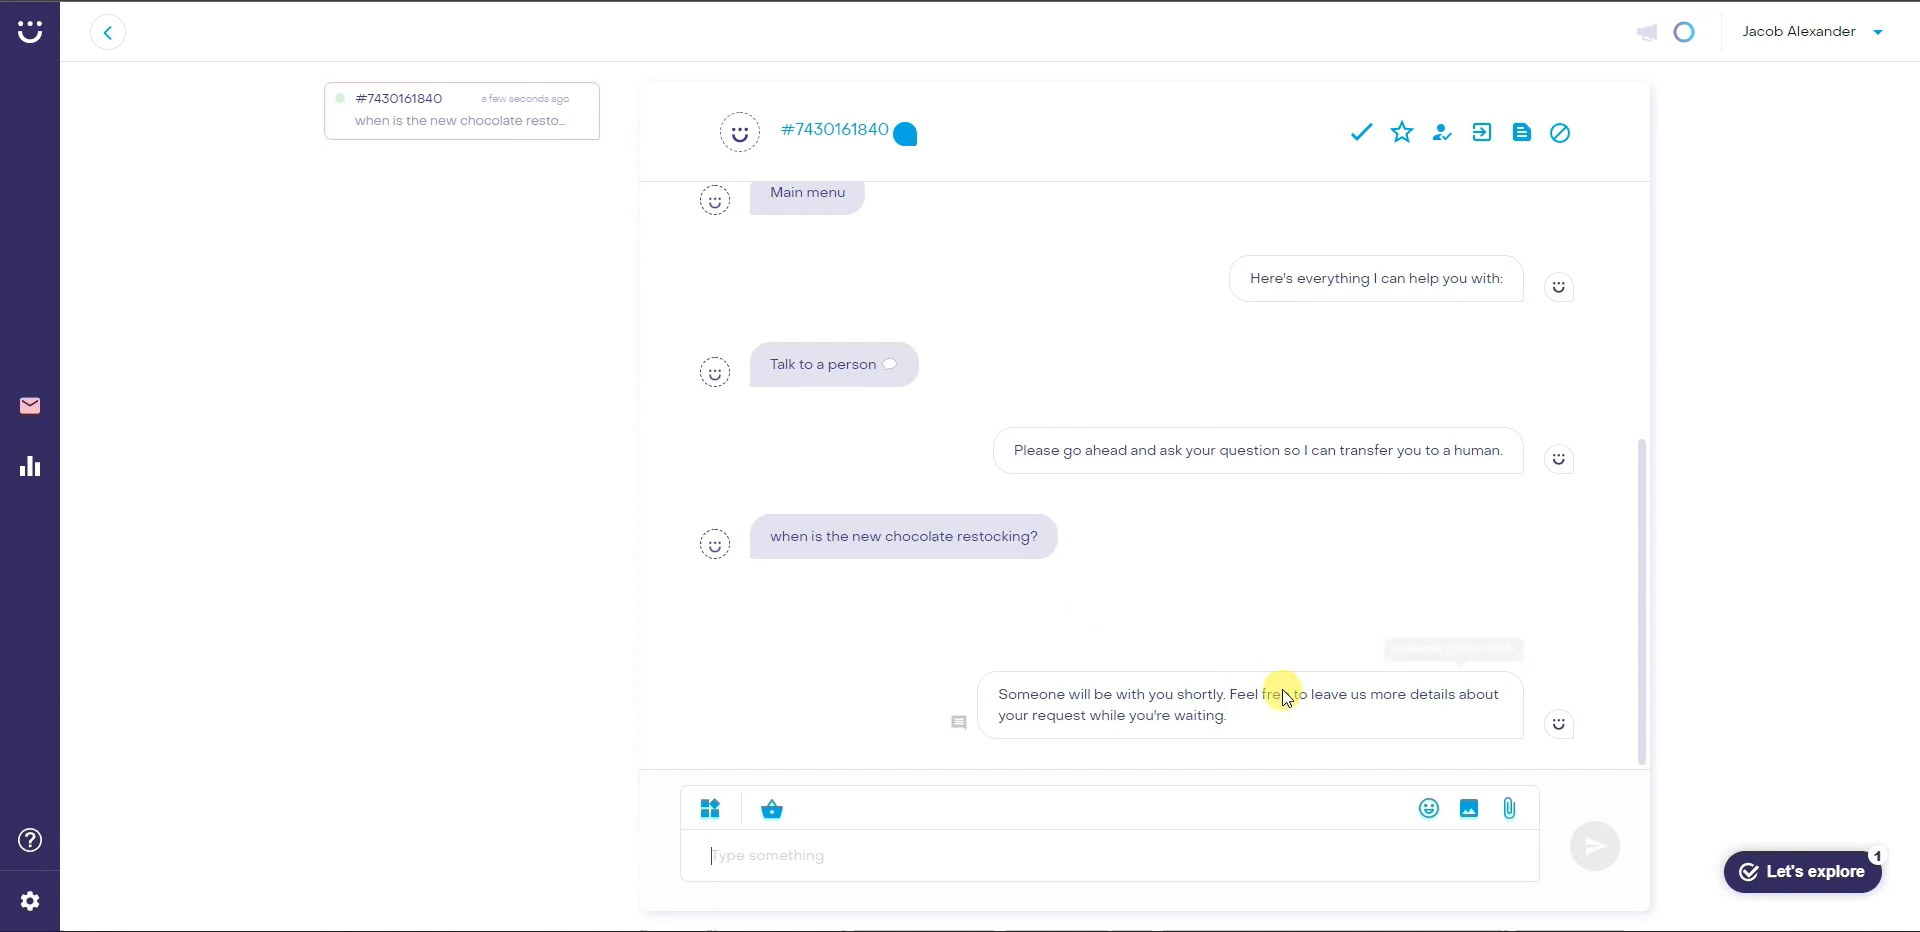 Jacob Alexander
#7430161840
a few seconds ago
when is the new chocolate resto...
#7430161840
Main menu
Here's everything I can help you with:
Talk to a person
Please go ahead and ask your question so I can transfer you to a human.
when is the new chocolate restocking?
Someone will be with you shortly. Feel free to leave us more details about
your request while you're waiting.
Type something
Let's explore
1